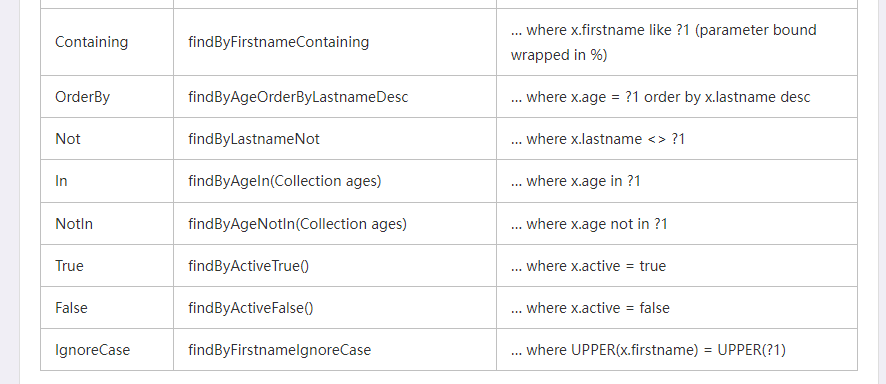 Containing findByFirstnameContaining ... where x.firstname like ?1 (parameter bound
wrapped in %)
OrderBy findByAgeOrderByLastnameDesc ... where x.age = ?1 order by x.lastname desc
Not findByLastnameNot ... where x.lastname <> ?1
In findByAgeIn(Collection ages) ... where x.age in ?1
NotIn findByAgeNotIn(Collection ages) ... where x.age not in ?1
True findByActiveTrue() ... where x.active = true
False findByActiveFalse() ... where x.active = false
IgnoreCase findByFirstnameIgnoreCase ... where UPPER(x.firstname) = UPPER(?1)